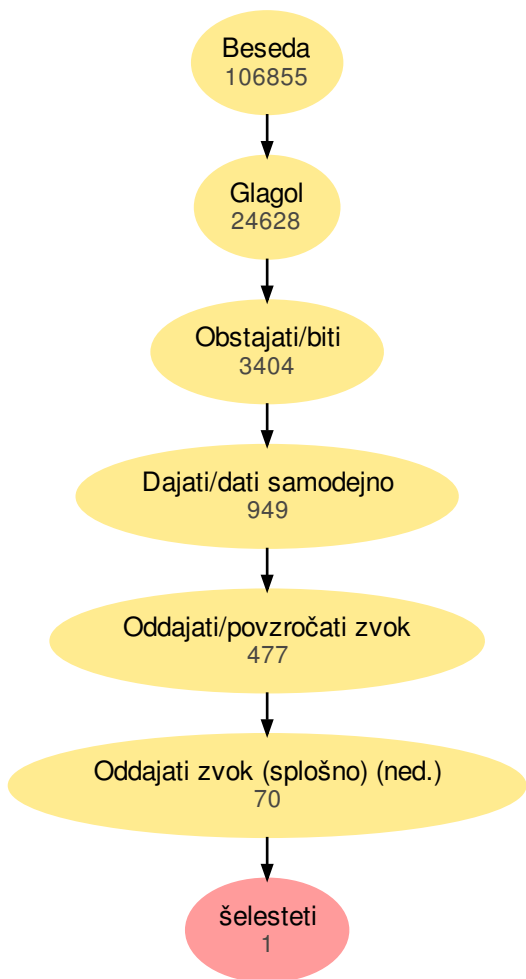 Beseda
106855
Glagol
24628
Obstajati/biti
3404
Dajati/dati samodejno
949
Oddajati/povzročati zvok
477
Oddajati zvok (splošno) (ned.)
70
šelesteti
1